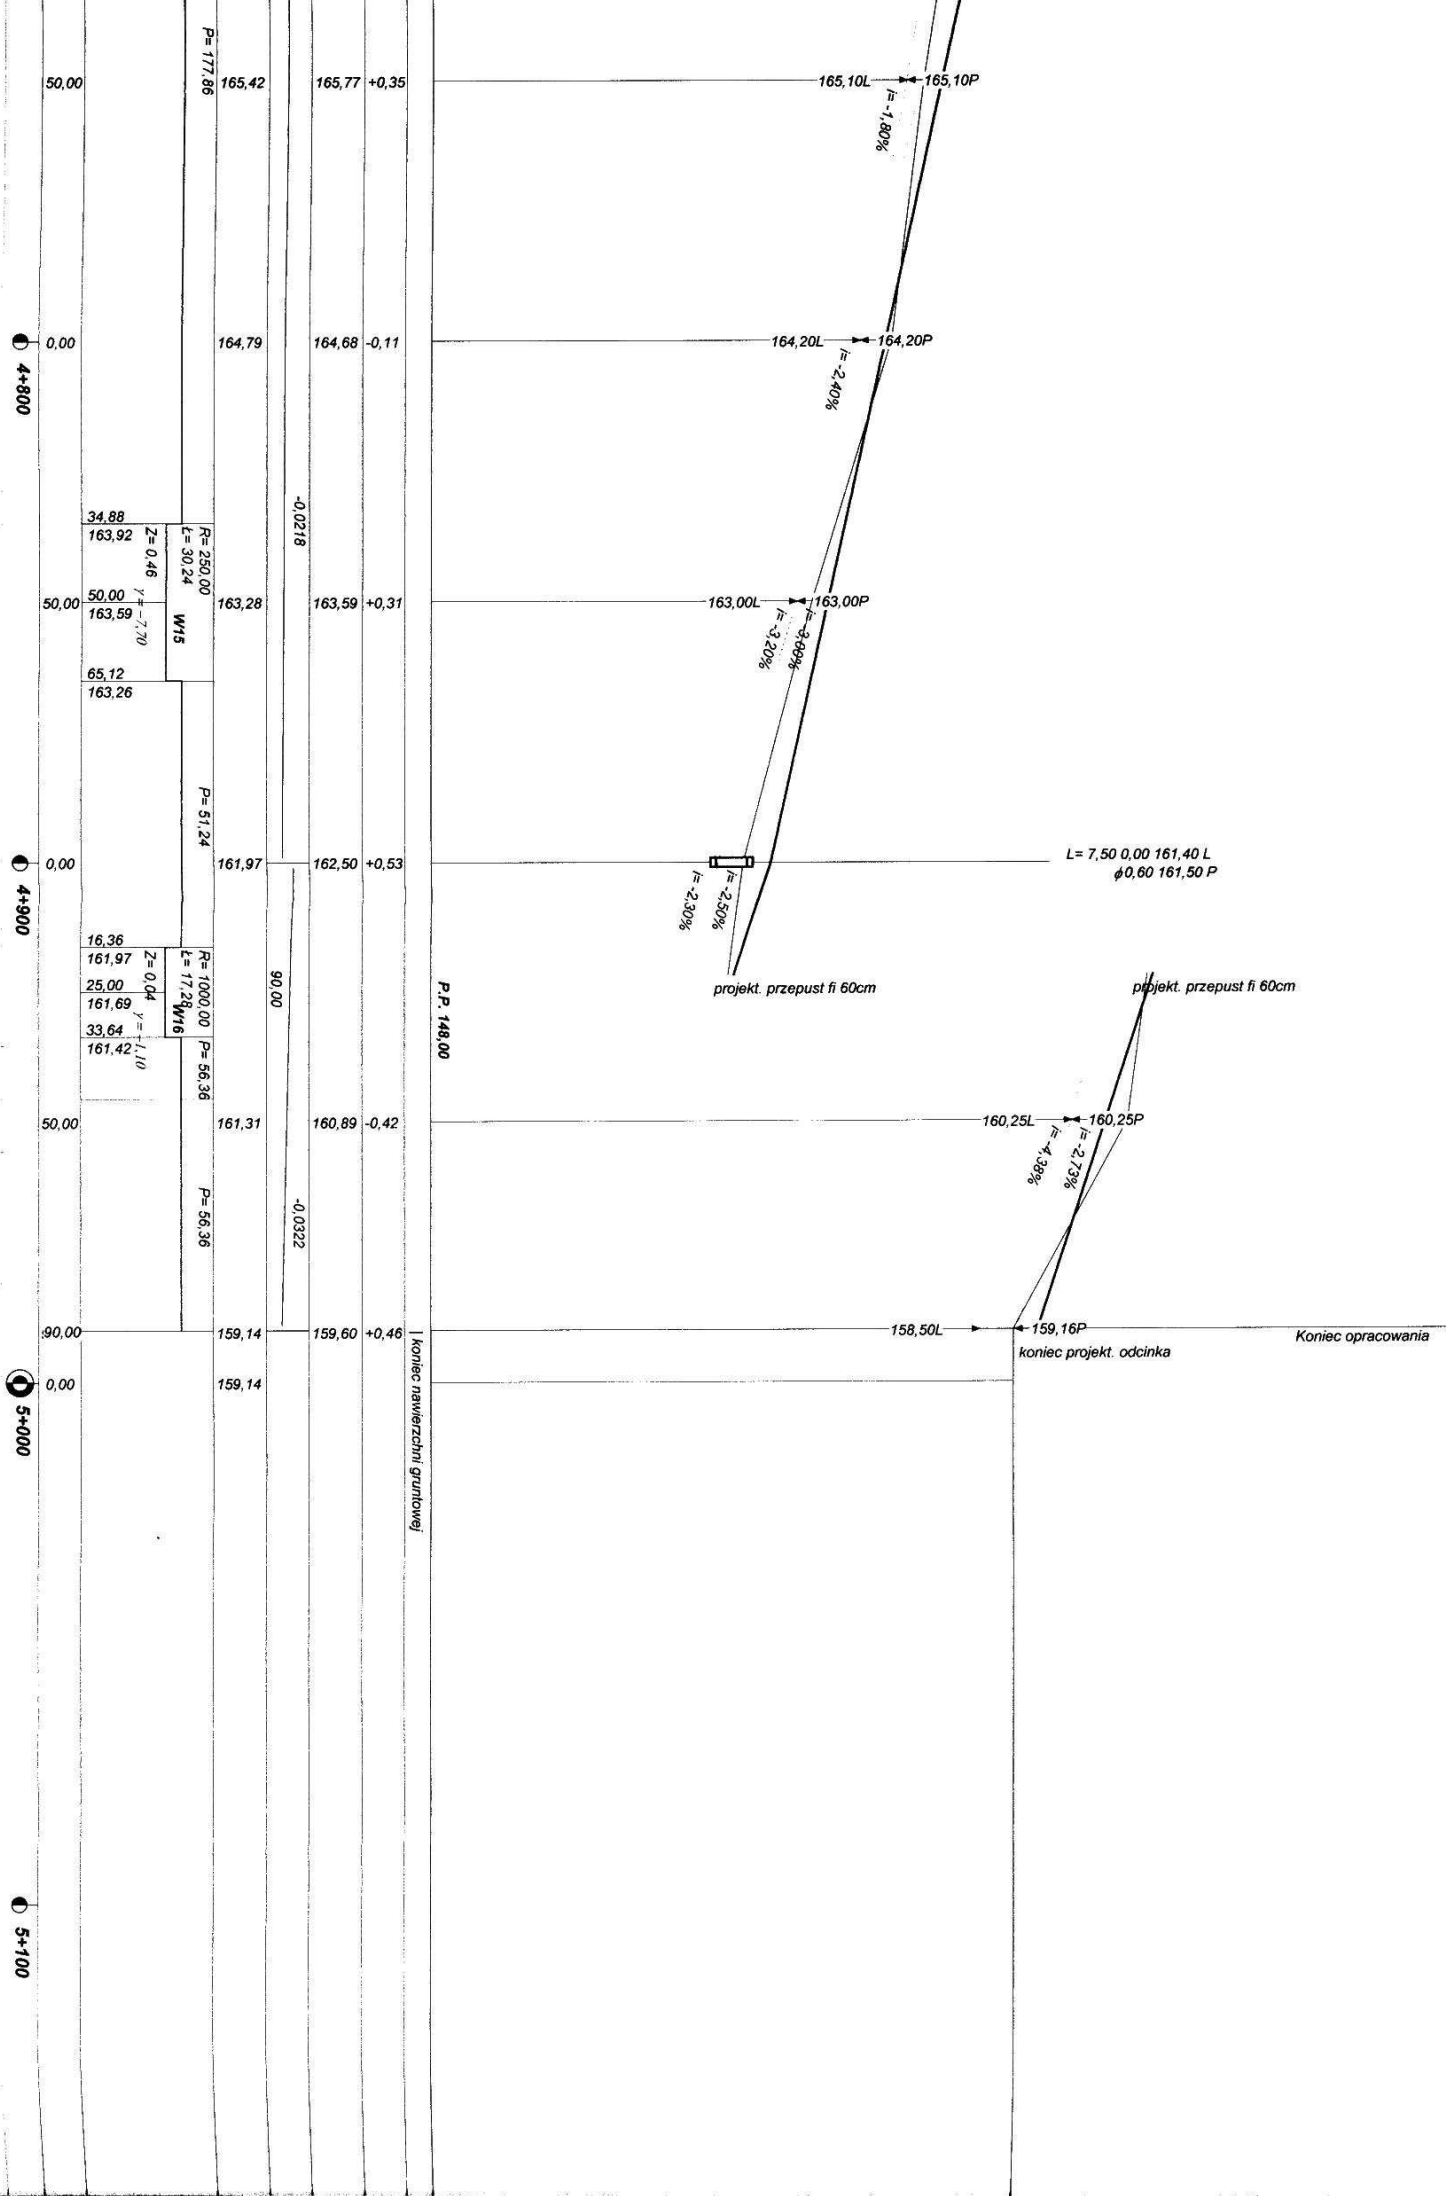 P= 177.86
50,00 165,42 165,77 +0,35 165,10L 165,10P
i= -1,80%
0,00 164,79 164,68 -0,11 164,20L 164,20P
4+800
i= -2,40%
-0,0218
34,88
163,92
Z= 0,46
Ł= 30,24
R= 250,00
50,00
163,59
γ = -7,70
W15
50,00 163,28 163,59 +0,31 163,00L 163,00P
i= -3,20%
i= -3,00%
65,12
163,26
P= 51,24
0,00 161,97 162,50 +0,53
4+900
L= 7,50 0,00 161,40 L
ϕ0,60 161,50 P
i= -2,30%
i= -2,50%
16,36
161,97
Z= 0,04
Ł= 17,28
R= 1000,00
25,00
161,69
γ = -1,10
W16
33,64
161,42
90,00
P.P. 148,00
projekt. przepust fi 60cm
projekt. przepust fi 60cm
P= 56,36
50,00 161,31 160,89 -0,42 160,25L 160,25P
i= -4,38%
i= -2,73%
P= 56,36
-0,0322
90,00 159,14 159,60 +0,46 158,50L 159,16P
Koniec opracowania
koniec projekt. odcinka
koniec nawierzchni gruntowej
0,00 159,14
5+000
5+100